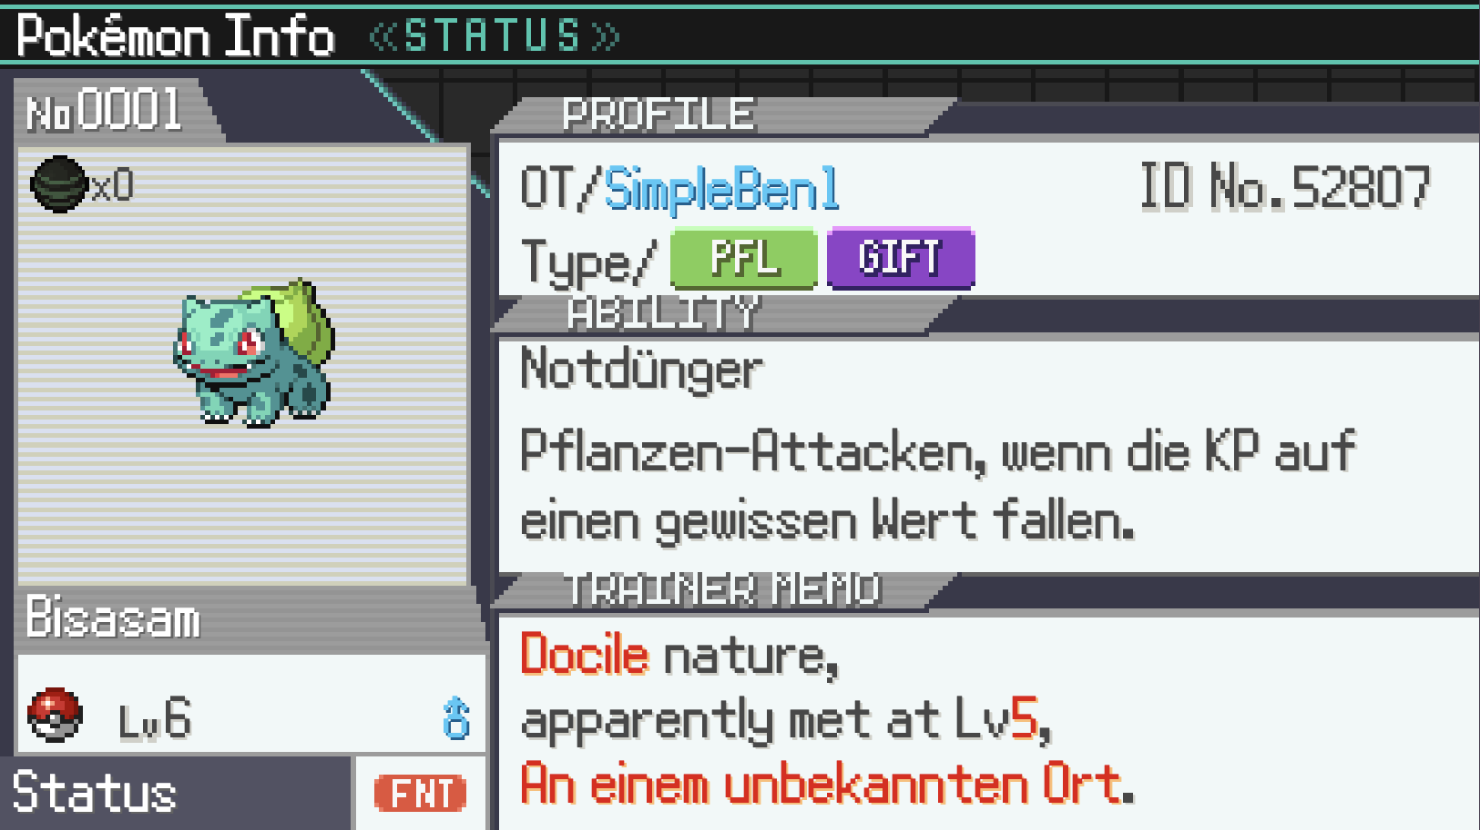 Pokémon Info «STATUS»
No0001
x0
Bisasam
Lv6 ♂
Status FNT
PROFILE
OT/SimpleBen1 ID No.52807
Type/ PFL GIFT
ABILITY
Notdünger
Pflanzen-Attacken, wenn die KP auf
einen gewissen Wert fallen.
TRAINER MEMO
Docile nature,
apparently met at Lv5,
An einem unbekannten Ort.